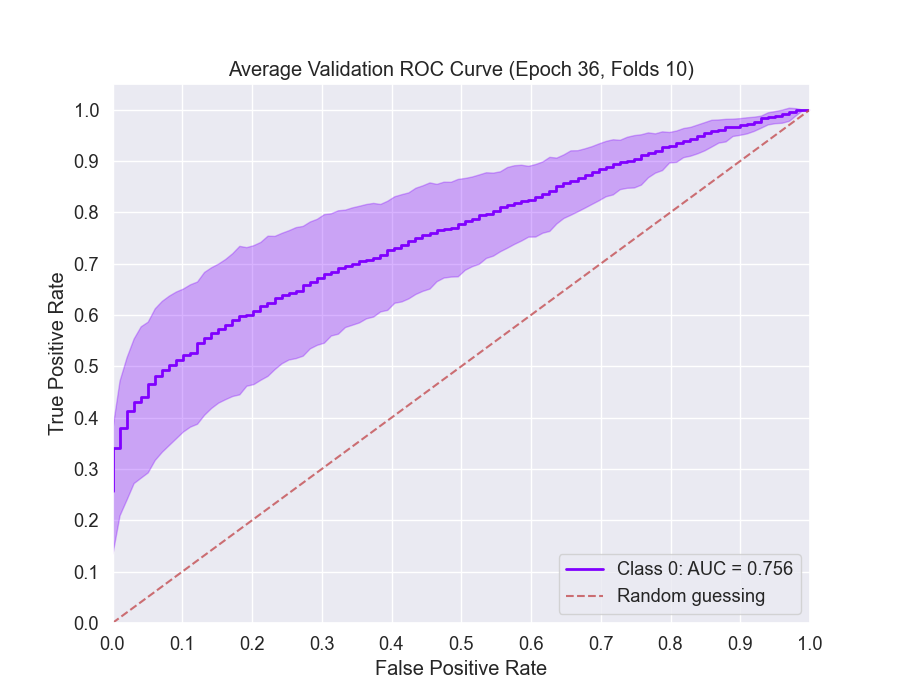 Average Validation ROC Curve (Epoch 36, Folds 10)
True Positive Rate
1.0
0.9
0.8
0.7
0.6
0.5
0.4
0.3
0.2
0.1
0.0
Class 0: AUC = 0.756
Random guessing
0.0 0.1 0.2 0.3 0.4 0.5 0.6 0.7 0.8 0.9 1.0
False Positive Rate